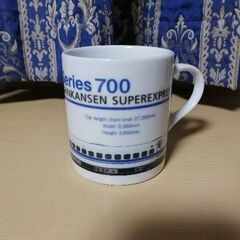 eries 700
NKANSEN SUPEREXPRE
Car length (front end): 27,350mm
Width: 3,380mm
Height: 3,650mm